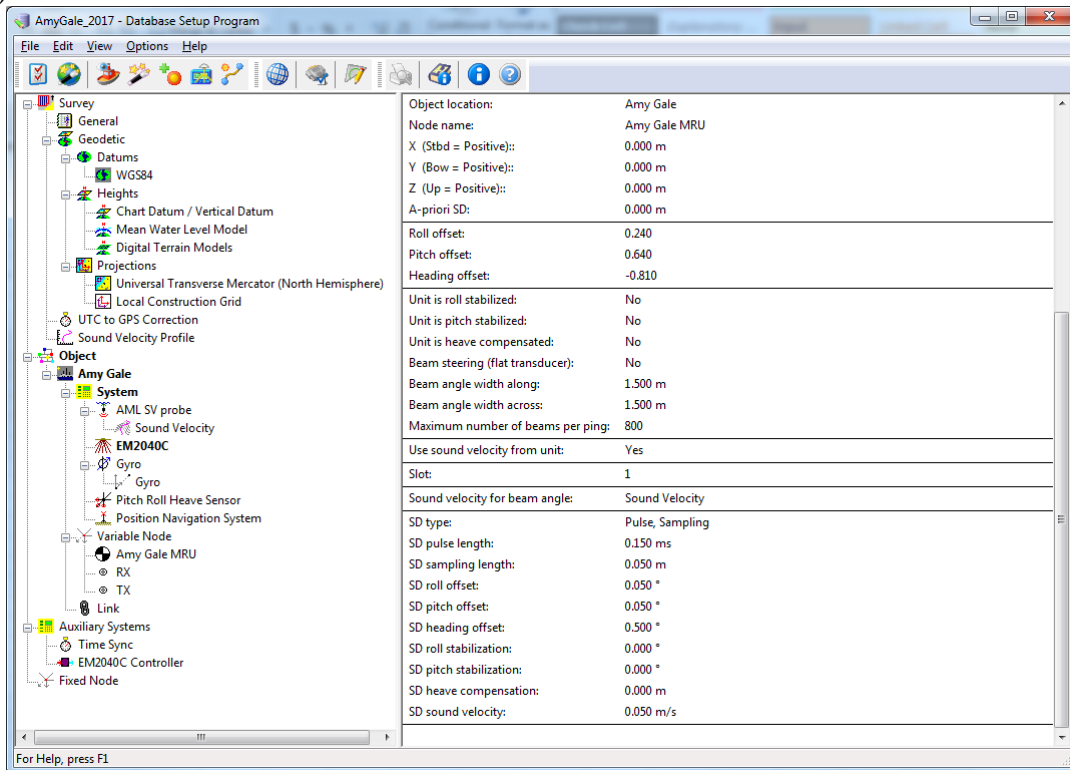 AmyGale_2017 - Database Setup Program
File Edit View Options Help
Survey
General
Geodetic
Datums
WGS84
Heights
Chart Datum / Vertical Datum
Mean Water Level Model
Digital Terrain Models
Projections
Universal Transverse Mercator (North Hemisphere)
Local Construction Grid
UTC to GPS Correction
Sound Velocity Profile
Object
Amy Gale
System
AML SV probe
Sound Velocity
EM2040C
Gyro
Gyro
Pitch Roll Heave Sensor
Position Navigation System
Variable Node
Amy Gale MRU
RX
TX
Link
Auxiliary Systems
Time Sync
EM2040C Controller
Fixed Node
Object location: Amy Gale
Node name: Amy Gale MRU
X (Stbd = Positive):: 0.000 m
Y (Bow = Positive):: 0.000 m
Z (Up = Positive):: 0.000 m
A-priori SD: 0.000 m
Roll offset: 0.240
Pitch offset: 0.640
Heading offset: -0.810
Unit is roll stabilized: No
Unit is pitch stabilized: No
Unit is heave compensated: No
Beam steering (flat transducer): No
Beam angle width along: 1.500 m
Beam angle width across: 1.500 m
Maximum number of beams per ping: 800
Use sound velocity from unit: Yes
Slot: 1
Sound velocity for beam angle: Sound Velocity
SD type: Pulse, Sampling
SD pulse length: 0.150 ms
SD sampling length: 0.050 m
SD roll offset: 0.050 °
SD pitch offset: 0.050 °
SD heading offset: 0.500 °
SD roll stabilization: 0.000 °
SD pitch stabilization: 0.000 °
SD heave compensation: 0.000 m
SD sound velocity: 0.050 m/s
For Help, press F1